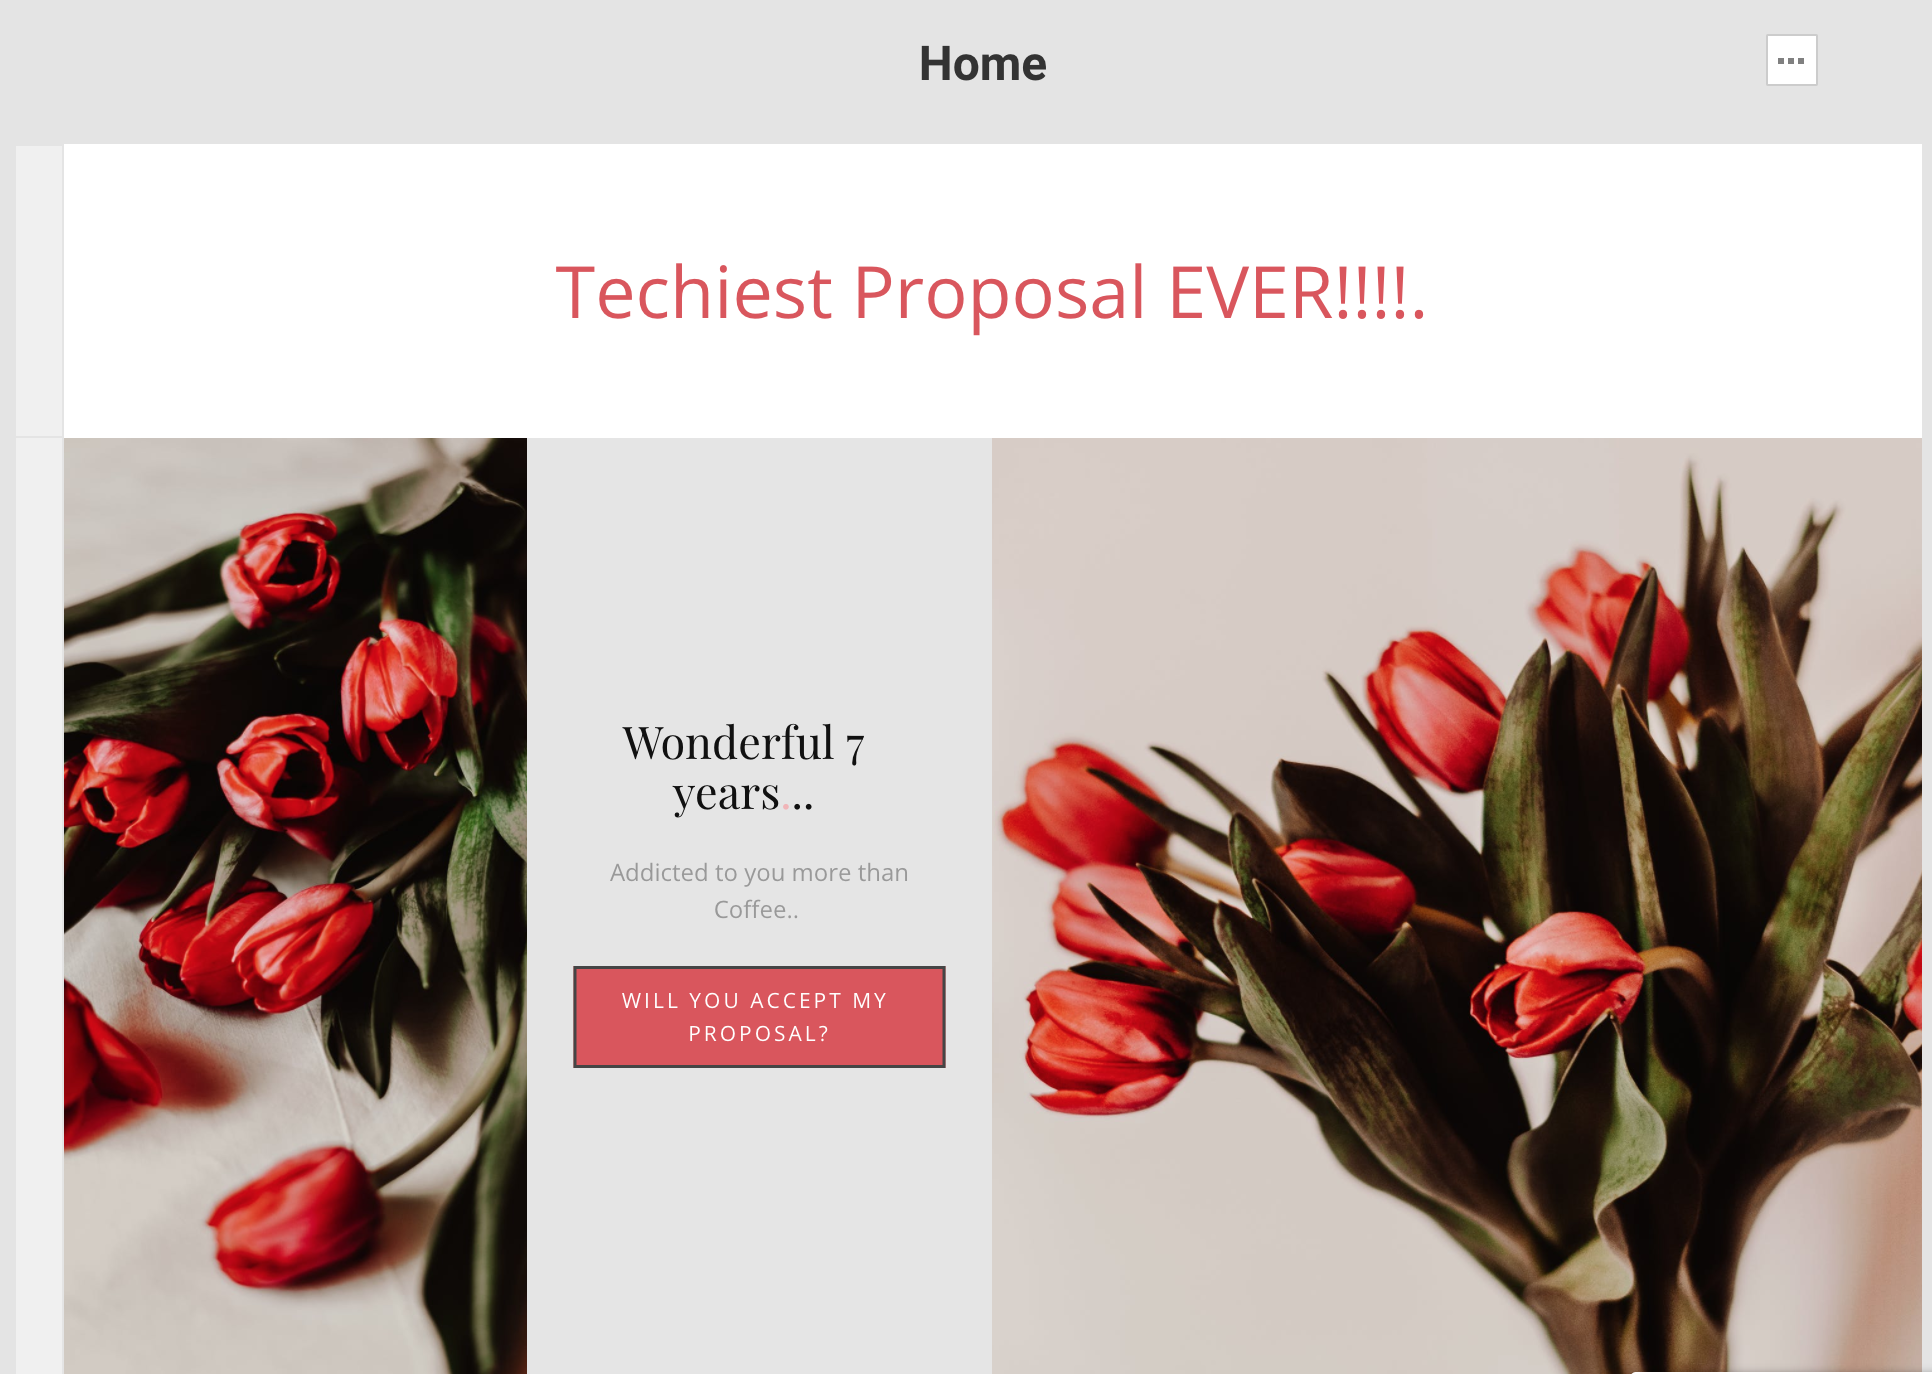 Home
Techiest Proposal EVER!!!!.
Wonderful 7
years...
Addicted to you more than
Coffee..
WILL YOU ACCEPT MY
PROPOSAL?